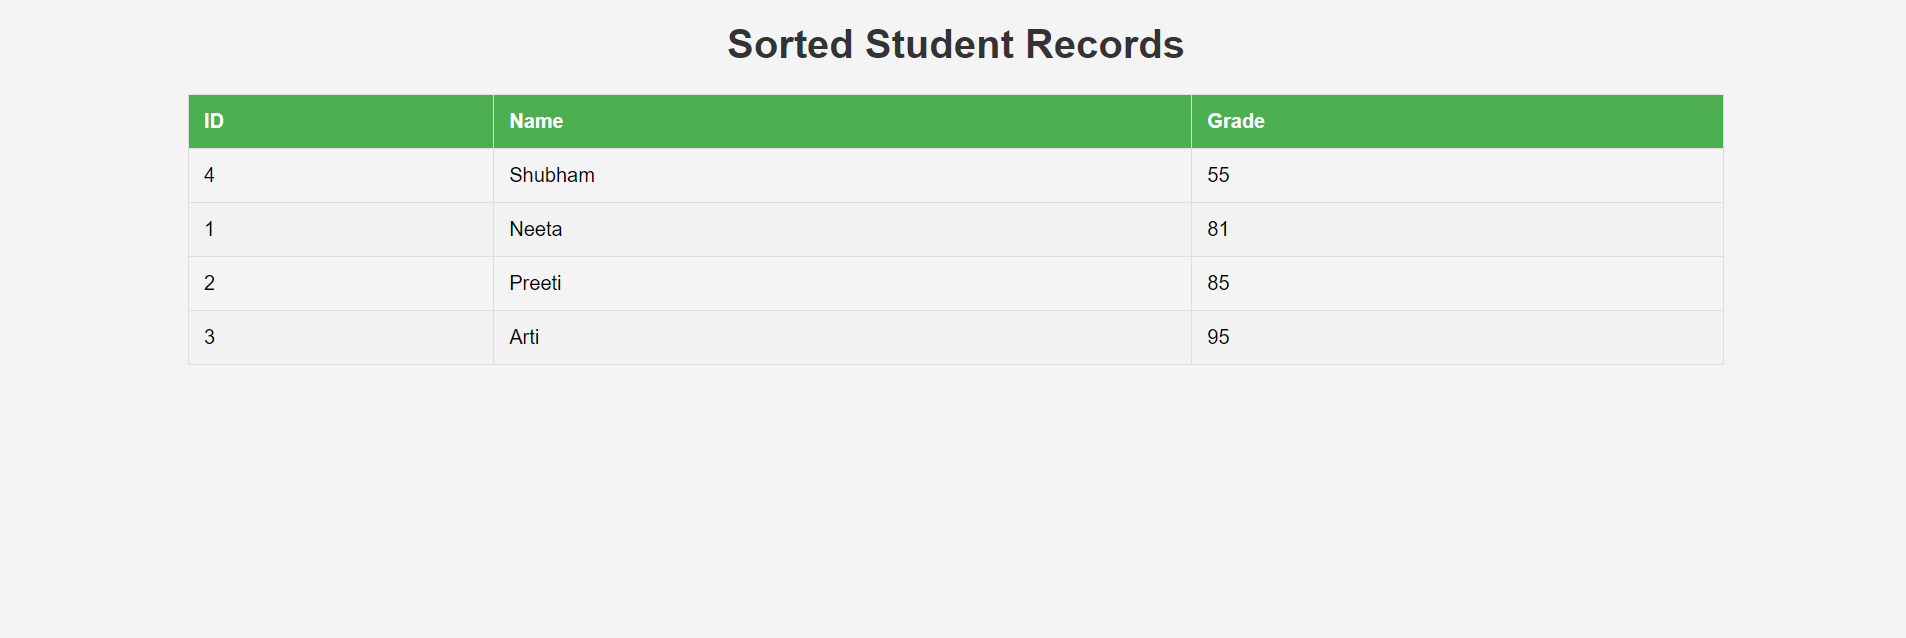 Sorted Student Records
ID Name Grade
4 Shubham 55
1 Neeta 81
2 Preeti 85
3 Arti 95